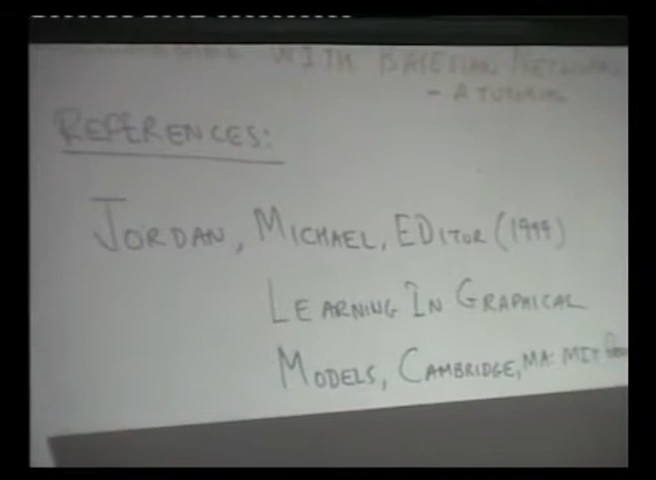 WITH BAYESIAN NETWORKS
- A TUTORIAL
REFERENCES:
JORDAN, MICHAEL, EDITOR (1999)
LEARNING IN GRAPHICAL
MODELS, CAMBRIDGE, MA: MIT